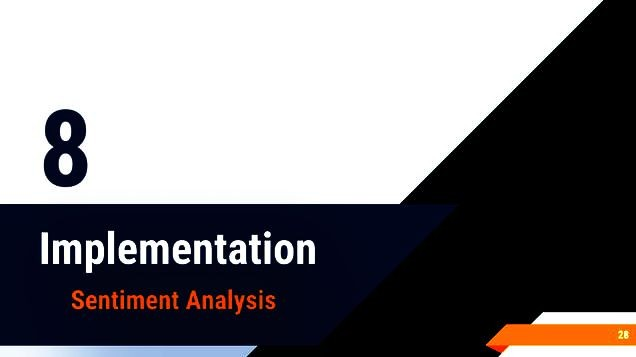 8
Implementation
Sentiment Analysis
28